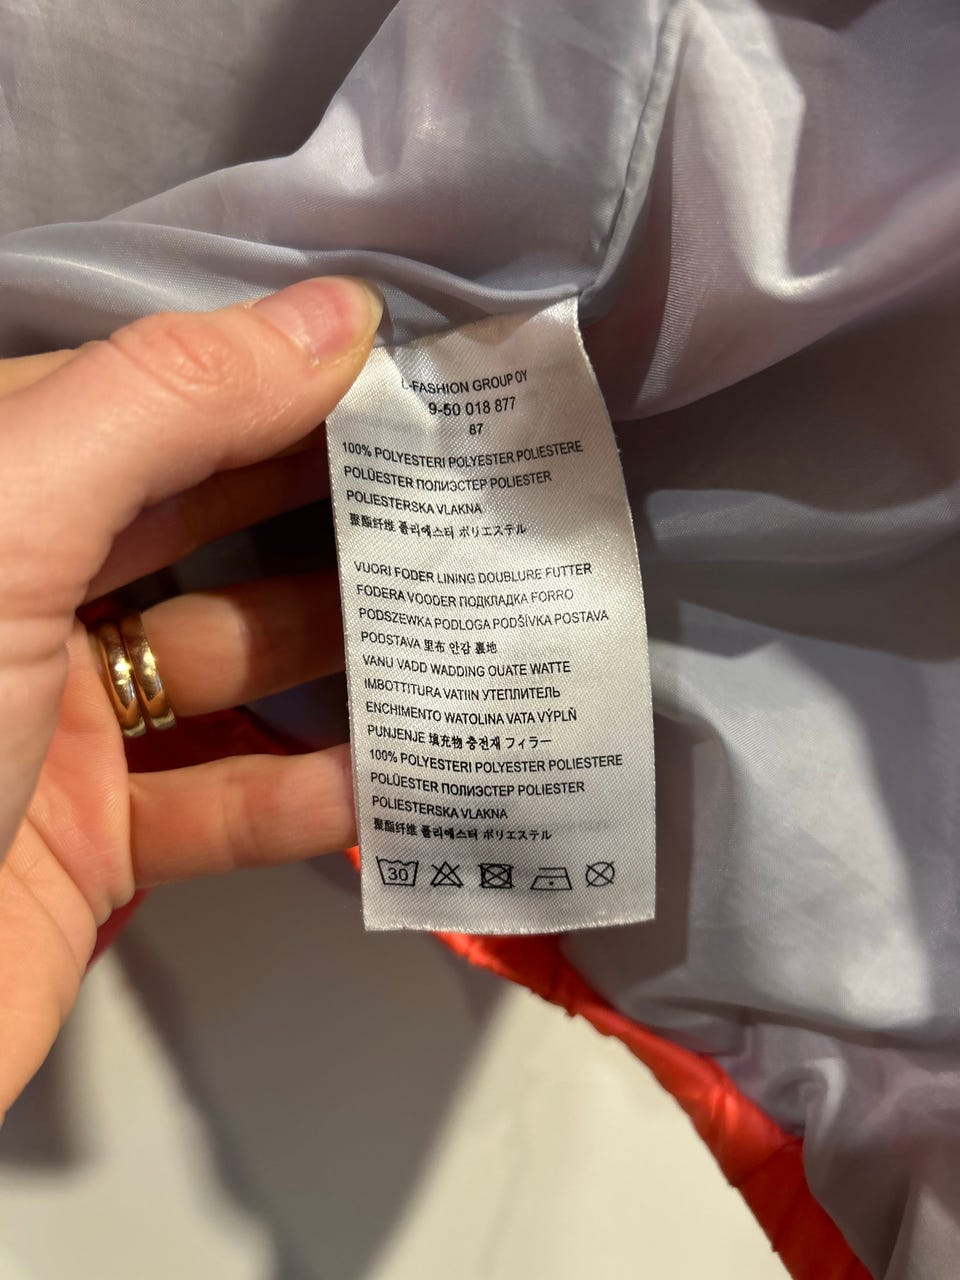 L-FASHION GROUP OY
9-50 018 877
87
100% POLYESTERI POLYESTER POLIESTERE
POLÜESTER ПОЛИЭСТЕР POLIESTER
POLIESTERSKA VLAKNA
聚酯纤维 폴리에스터 ポリエステル
VUORI FODER LINING DOUBLURE FUTTER
FODERA VOODER ПОДКЛАДКА FORRO
PODSZEWKA PODLOGA PODŠÍVKA POSTAVA
PODSTAVA 里布 안감 裏地
VANU VADD WADDING OUATE WATTE
IMBOTTITURA VATIIN УТЕПЛИТЕЛЬ
ENCHIMENTO WATOLINA VATA VÝPLŇ
PUNJENJE 填充物 충전재 フィラー
100% POLYESTERI POLYESTER POLIESTERE
POLÜESTER ПОЛИЭСТЕР POLIESTER
POLIESTERSKA VLAKNA
聚酯纤维 폴리에스터 ポリエステル
30